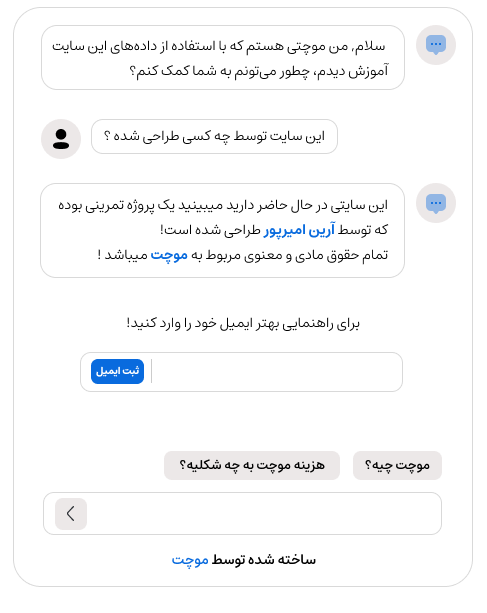 سلام, من موچتی هستم که با استفاده از داده‌های این سایت
آموزش دیدم، چطور می‌تونم به شما کمک کنم؟
این سایت توسط چه کسی طراحی شده ؟
این سایتی در حال حاضر دارید میبینید یک پروژه تمرینی بوده
که توسط آرین امیرپور طراحی شده است!
تمام حقوق مادی و معنوی مربوط به موچت میباشد !
برای راهنمایی بهتر ایمیل خود را وارد کنید!
ثبت ایمیل
موچت چیه؟
هزینه موچت به چه شکلیه؟
ساخته شده توسط موچت